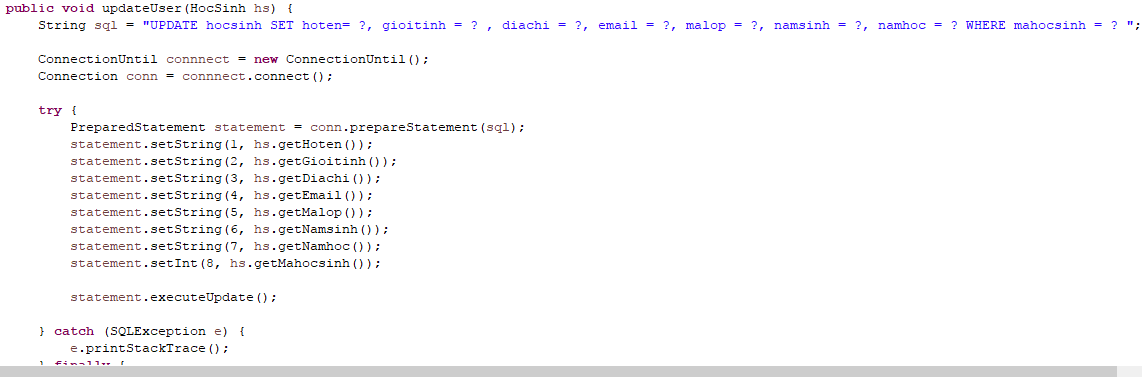 public void updateUser(HocSinh hs) {
String sql = "UPDATE hocsinh SET hoten= ?, gioitinh = ? , diachi = ?, email = ?, malop = ?, namsinh = ?, namhoc = ? WHERE mahocsinh = ? ";
ConnectionUntil connnect = new ConnectionUntil();
Connection conn = connnect.connect();
try {
PreparedStatement statement = conn.prepareStatement(sql);
statement.setString(1, hs.getHoten());
statement.setString(2, hs.getGioitinh());
statement.setString(3, hs.getDiachi());
statement.setString(4, hs.getEmail());
statement.setString(5, hs.getMalop());
statement.setString(6, hs.getNamsinh());
statement.setString(7, hs.getNamhoc());
statement.setInt(8, hs.getMahocsinh());
statement.executeUpdate();
} catch (SQLException e) {
e.printStackTrace();
} finally {